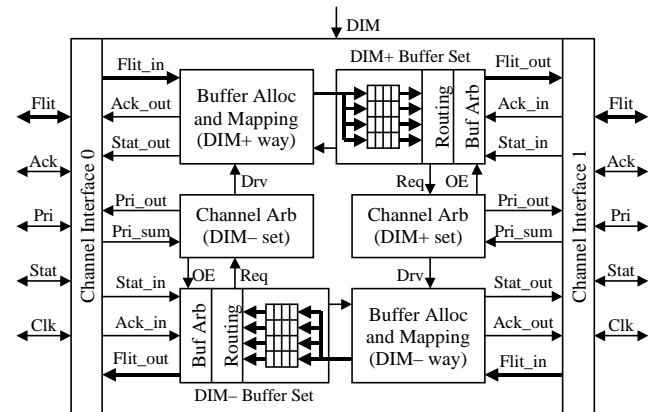 DIM
DIM+ Buffer Set
Flit_in
Flit_out
Buffer Alloc
and Mapping
(DIM+ way)
Routing
Buf Arb
Flit
Ack_out
Ack_in
Flit
Stat_out
Stat_in
Ack
Ack
Drv
Req
OE
Channel Interface 0
Channel Interface 1
Pri_out
Channel Arb
(DIM– set)
Channel Arb
(DIM+ set)
Pri_out
Pri
Pri
Pri_sum
Pri_sum
OE
Req
Drv
Stat
Stat
Stat_in
Stat_out
Buf Arb
Routing
Buffer Alloc
and Mapping
(DIM– way)
Clk
Clk
Ack_in
Ack_out
Flit_out
Flit_in
DIM– Buffer Set